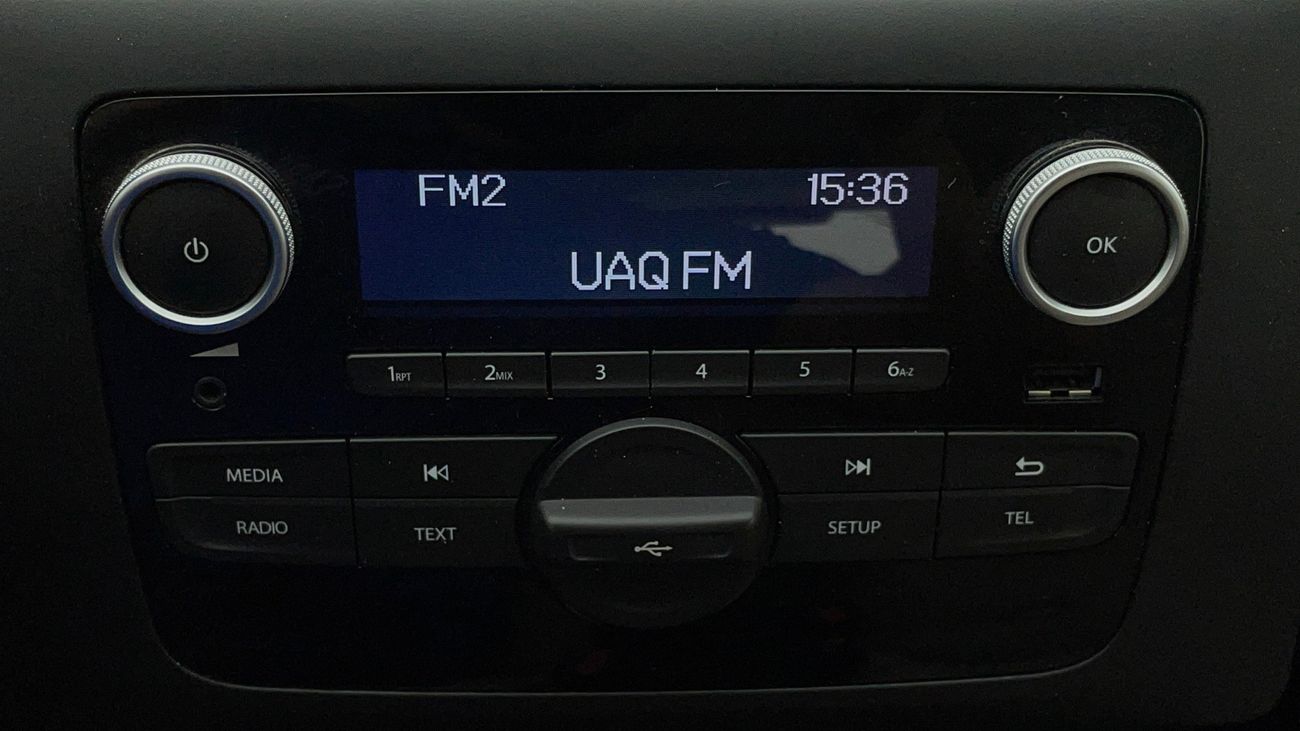 FM2 15:36
UAQ FM
OK
1RPT 2MIX 3 4 5 6A-Z
MEDIA
RADIO TEXT SETUP TEL